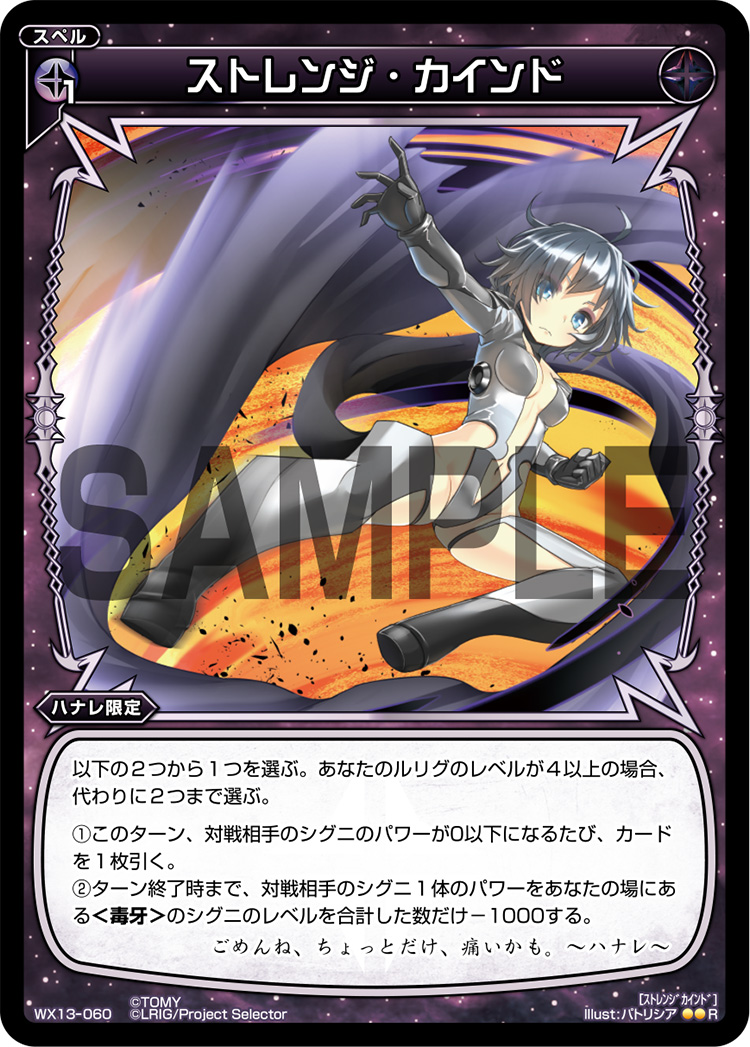 スペル
1
ストレンジ・カインド
SAMPLE
ハナレ限定
以下の2つから1つを選ぶ。あなたのルリグのレベルが4以上の場合、
代わりに2つまで選ぶ。
①このターン、対戦相手のシグニのパワーが0以下になるたび、カード
を1枚引く。
②ターン終了時まで、対戦相手のシグニ1体のパワーをあなたの場にあ
る<毒牙>のシグニのレベルを合計した数だけ−1000する。
ごめんね、ちょっとだけ、痛いかも。〜ハナレ〜
[ストレンジ カインド]
WX13-060 ©TOMY
©LRIG/Project Selector
illust:パトリシア R